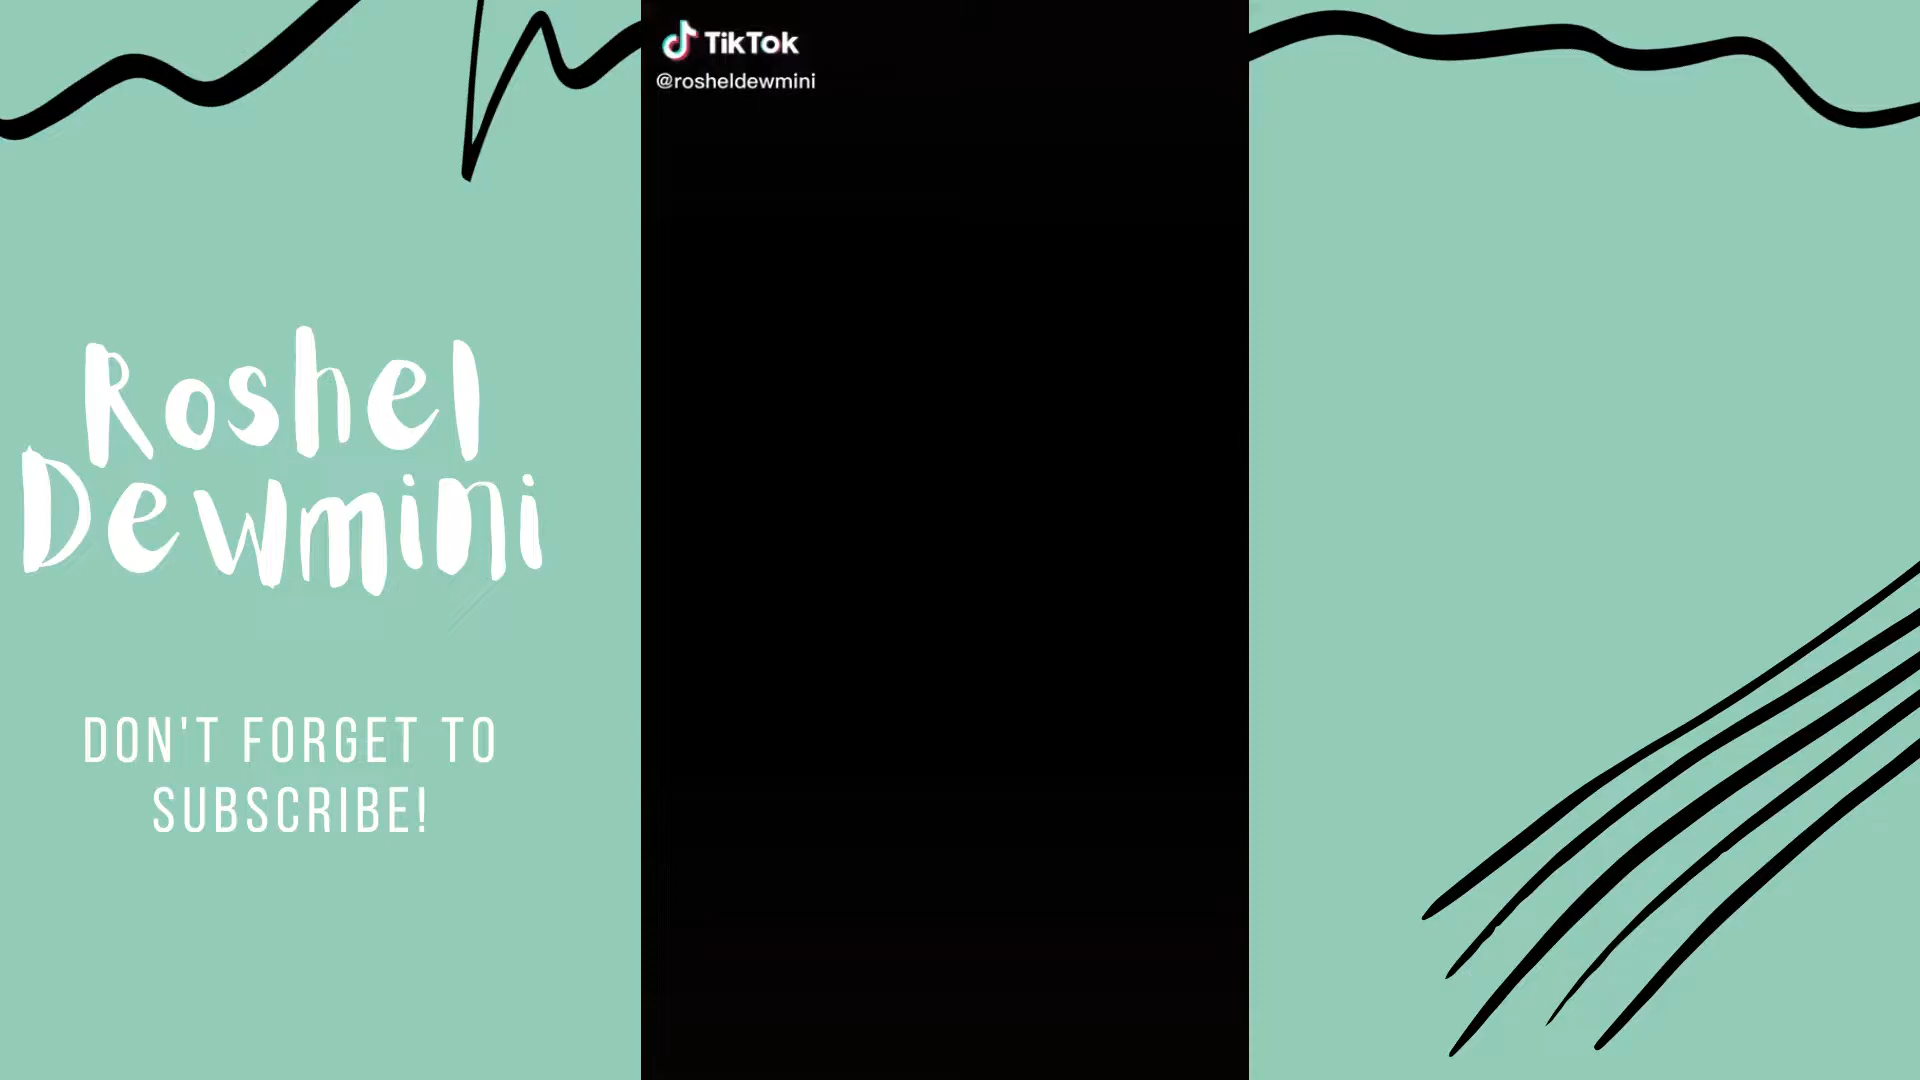 TikTok
@rosheldewmini
Roshel
Dewmini
DON'T FORGET TO
SUBSCRIBE!